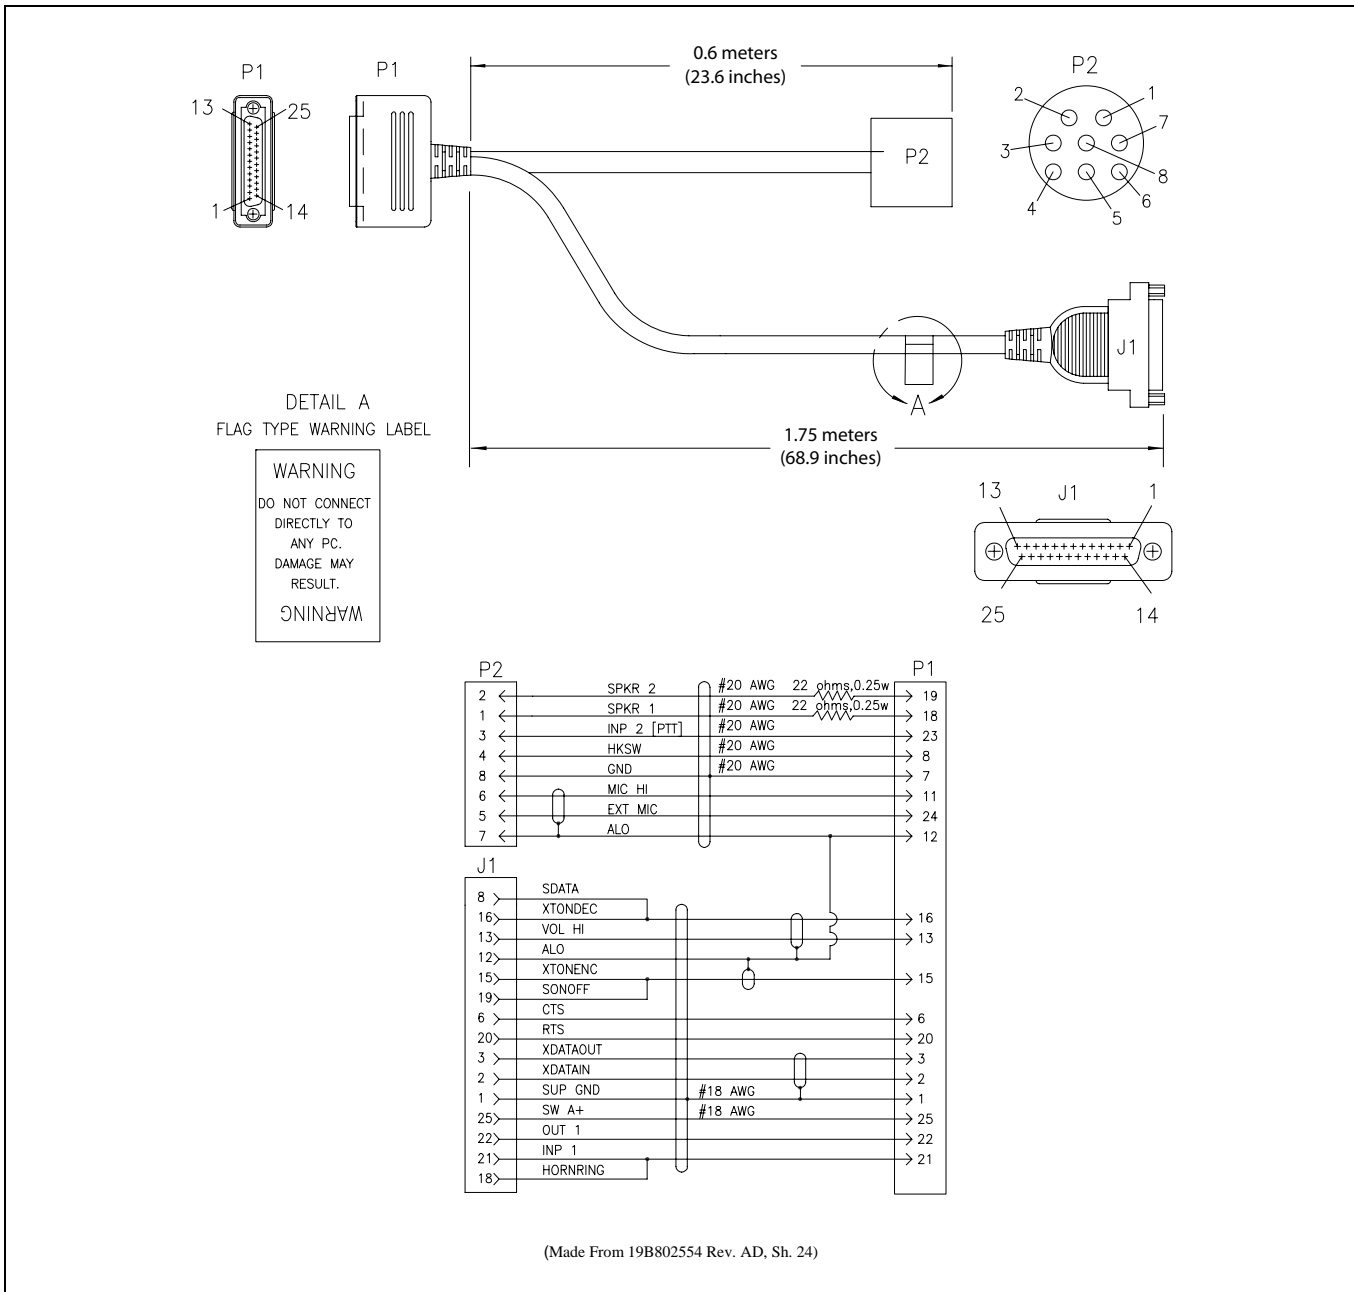 0.6 meters
(23.6 inches)
P1
P1
P2
13
25
1
14
P2
2
1
3
7
8
4
5
6
J1
A
1.75 meters
(68.9 inches)
DETAIL A
FLAG TYPE WARNING LABEL
WARNING
DO NOT CONNECT
DIRECTLY TO
ANY PC.
DAMAGE MAY
RESULT.
WARNING
13
J1
1
25
14
P2
P1
2 SPKR 2 #20 AWG 22 ohms,0.25w 19
1 SPKR 1 #20 AWG 22 ohms,0.25w 18
3 INP 2 [PTT] #20 AWG 23
4 HKSW #20 AWG 8
8 GND #20 AWG 7
6 MIC HI 11
5 EXT MIC 24
7 ALO 12
J1
8 SDATA
16 XTONDEC 16
13 VOL HI 13
12 ALO
15 XTONENC 15
19 SONOFF
6 CTS 6
20 RTS 20
3 XDATAOUT 3
2 XDATAIN 2
1 SUP GND #18 AWG 1
25 SW A+ #18 AWG 25
22 OUT 1 22
21 INP 1 21
18 HORNRING
(Made From 19B802554 Rev. AD, Sh. 24)